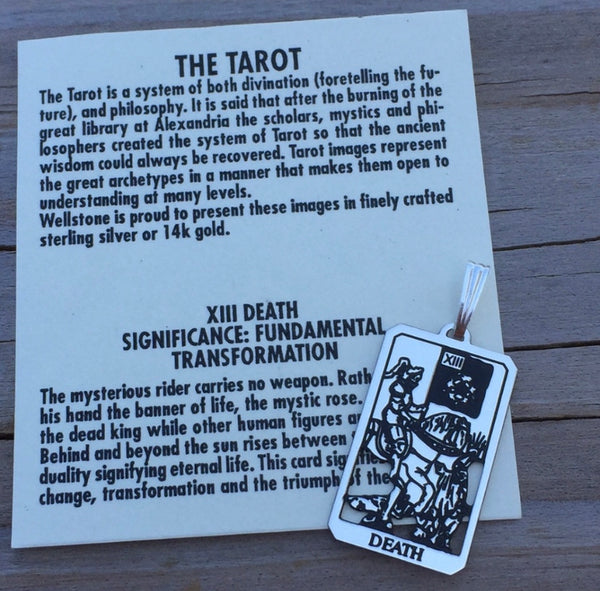 THE TAROT
The Tarot is a system of both divination (foretelling the fu-
ture), and philosophy. It is said that after the burning of the
great library at Alexandria the scholars, mystics and phi-
losophers created the system of Tarot so that the ancient
wisdom could always be recovered. Tarot images represent
the great archetypes in a manner that makes them open to
understanding at many levels.
Wellstone is proud to present these images in finely crafted
sterling silver or 14k gold.
XIII DEATH
SIGNIFICANCE: FUNDAMENTAL
TRANSFORMATION
The mysterious rider carries no weapon.
his hand the banner of life, the mystic rose.
the dead king while other human figures
Behind and beyond the sun rises between
duality signifying eternal life. This card
change, transformation and the triumph of the
XIII
DEATH